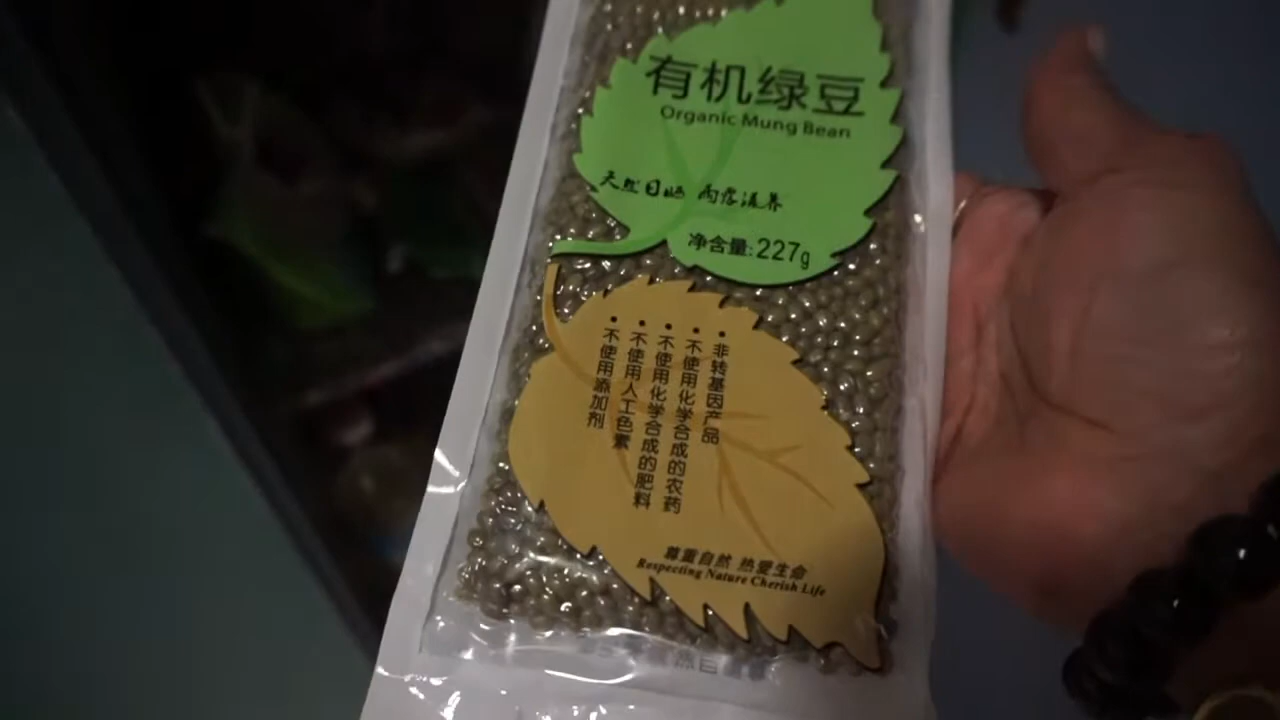 有机绿豆
Organic Mung Bean
天然日晒 雨露滋养
净含量:227g
• 非转基因产品
• 不使用化学合成的农药
• 不使用化学合成的肥料
• 不使用人工色素
• 不使用添加剂
尊重自然 热爱生命
Respecting Nature Cherish Life